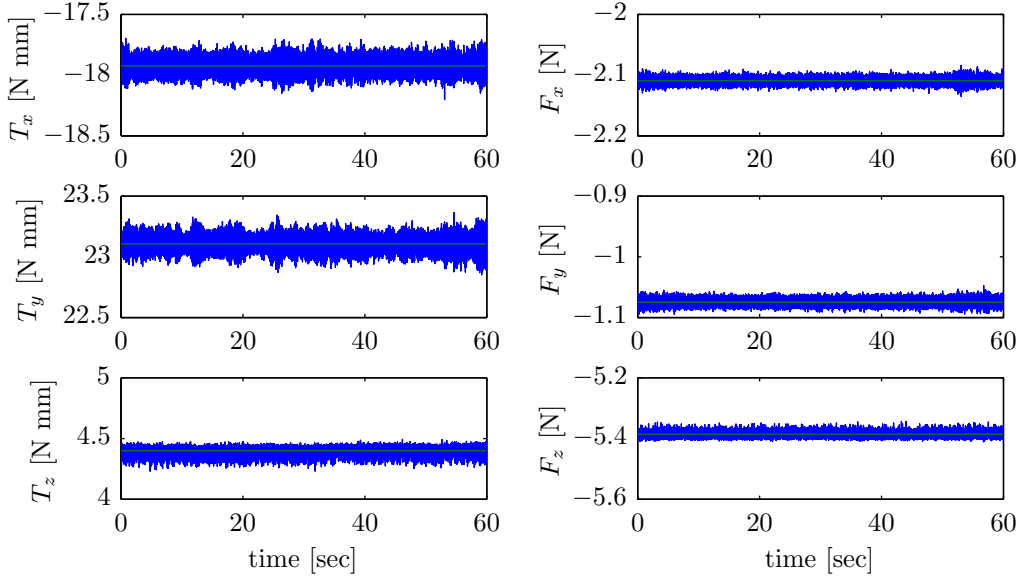 T_x [N mm]
−17.5
−18
−18.5
0 20 40 60
F_x [N]
−2
−2.1
−2.2
0 20 40 60
T_y [N mm]
23.5
23
22.5
0 20 40 60
F_y [N]
−0.9
−1
−1.1
0 20 40 60
T_z [N mm]
5
4.5
4
0 20 40 60
time [sec]
F_z [N]
−5.2
−5.4
−5.6
0 20 40 60
time [sec]